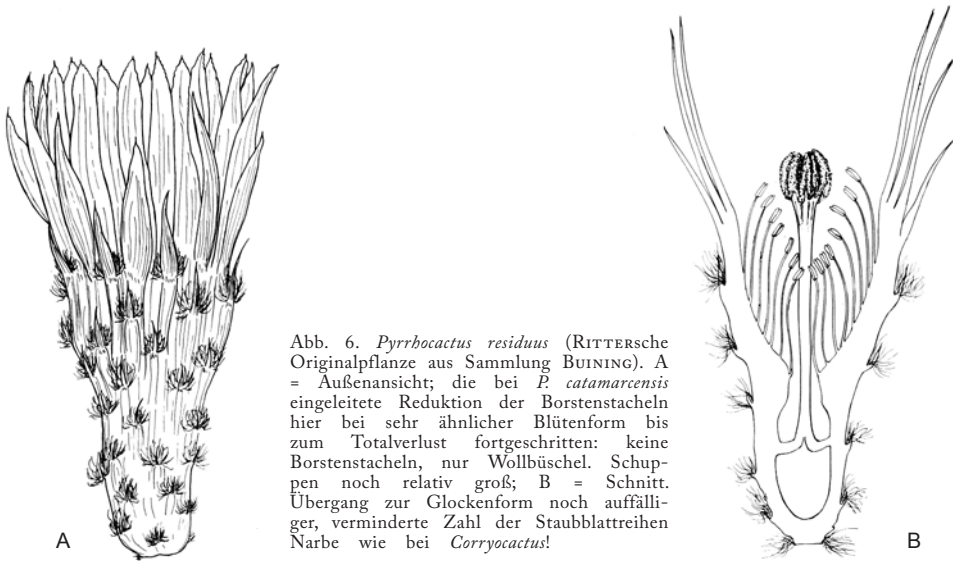 Abb. 6. Pyrrhocactus residuus (RITTERsche
Originalpflanze aus Sammlung BUINING). A
= Außenansicht; die bei P. catamarcensis
eingeleitete Reduktion der Borstenstacheln
hier bei sehr ähnlicher Blütenform bis
zum Totalverlust fortgeschritten: keine
Borstenstacheln, nur Wollbüschel. Schup-
pen noch relativ groß; B = Schnitt.
Übergang zur Glockenform noch auffälli-
ger, verminderte Zahl der Staubblattreihen
Narbe wie bei Corryocactus!
A
B